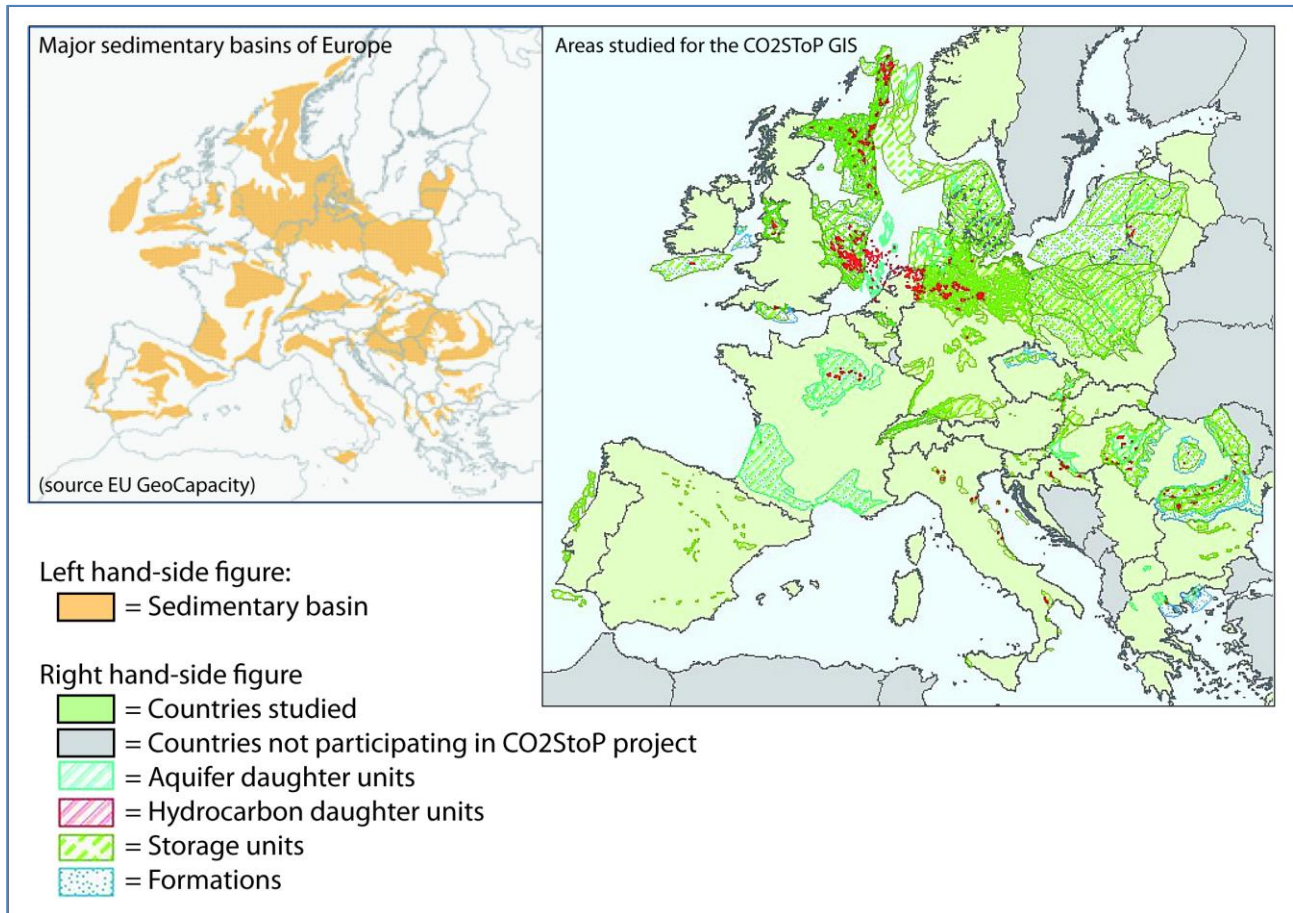 Major sedimentary basins of Europe
(source EU GeoCapacity)
Areas studied for the CO2SToP GIS
Left hand-side figure:
= Sedimentary basin
Right hand-side figure
= Countries studied
= Countries not participating in CO2StoP project
= Aquifer daughter units
= Hydrocarbon daughter units
= Storage units
= Formations